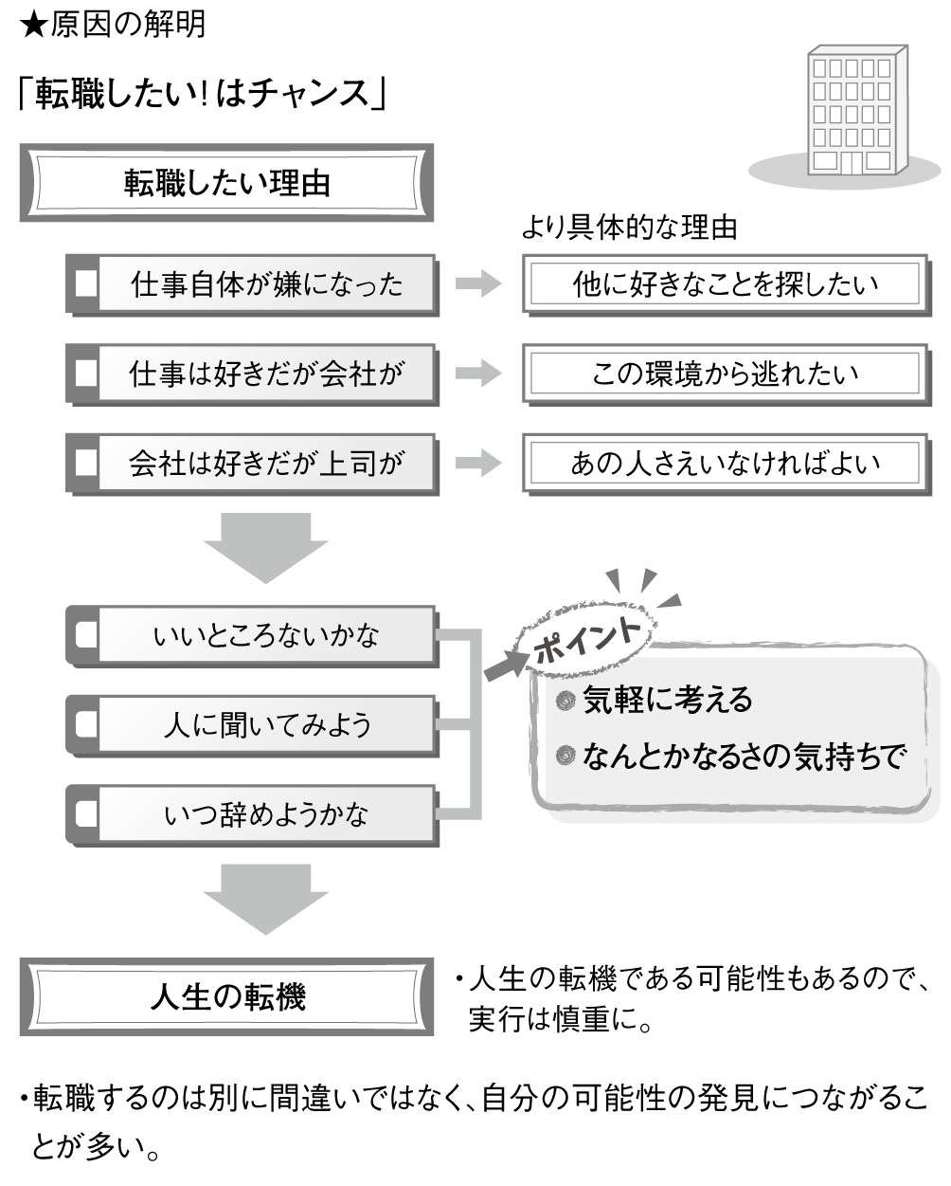 ★原因の解明
「転職したい!はチャンス」
転職したい理由
より具体的な理由
仕事自体が嫌になった
他に好きなことを探したい
仕事は好きだが会社が
この環境から逃れたい
会社は好きだが上司が
あの人さえいなければよい
いいところないかな
人に聞いてみよう
いつ辞めようかな
ポイント
気軽に考える
なんとかなるさの気持ちで
人生の転機
・人生の転機である可能性もあるので、
実行は慎重に。
・転職するのは別に間違いではなく、自分の可能性の発見につながるこ
とが多い。